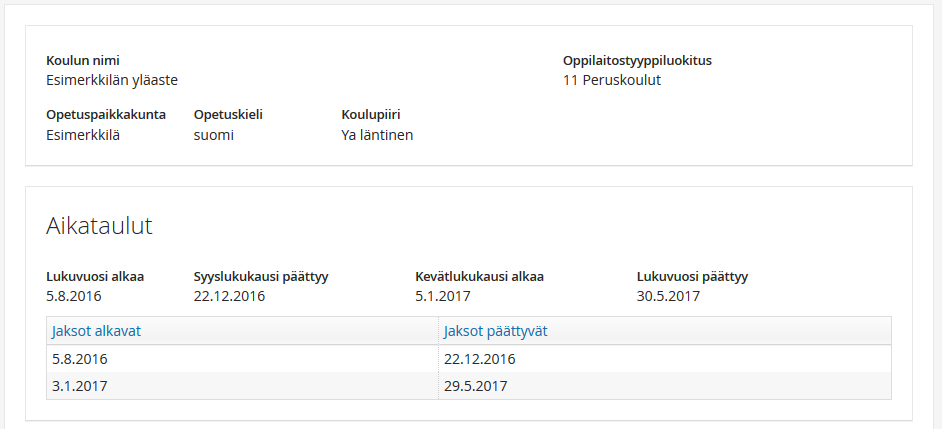 Koulun nimi Oppilaitostyyppiluokitus
Esimerkkilän yläaste 11 Peruskoulut
Opetuspaikkakunta Opetuskieli Koulupiiri
Esimerkkilä suomi Ya läntinen
Aikataulut
Lukuvuosi alkaa Syyslukukausi päättyy Kevätlukukausi alkaa Lukuvuosi päättyy
5.8.2016 22.12.2016 5.1.2017 30.5.2017
Jaksot alkavat Jaksot päättyvät
5.8.2016 22.12.2016
3.1.2017 29.5.2017